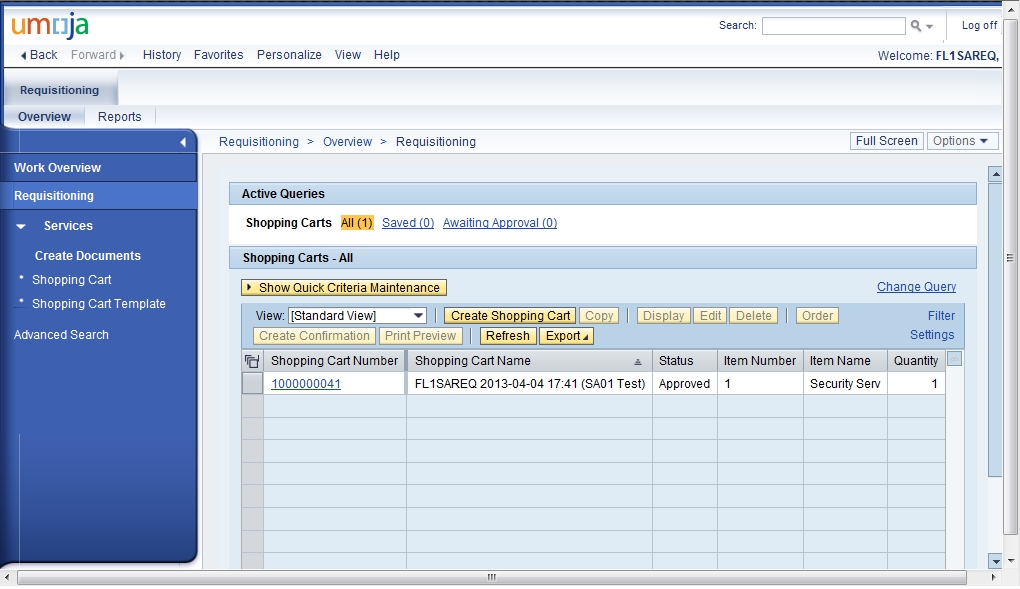 umoja Search: Log off
Back Forward History Favorites Personalize View Help Welcome: FL1SAREQ,
Requisitioning
Overview Reports
Requisitioning > Overview > Requisitioning Full Screen Options
Work Overview
Requisitioning
Services
Create Documents
• Shopping Cart
• Shopping Cart Template
Advanced Search
Active Queries
Shopping Carts All (1) Saved (0) Awaiting Approval (0)
Shopping Carts - All
Show Quick Criteria Maintenance Change Query
View: [Standard View] Create Shopping Cart Copy Display Edit Delete Order Filter
Create Confirmation Print Preview Refresh Export Settings
Shopping Cart Number Shopping Cart Name Status Item Number Item Name Quantity
1000000041 FL1SAREQ 2013-04-04 17:41 (SA01 Test) Approved 1 Security Serv 1